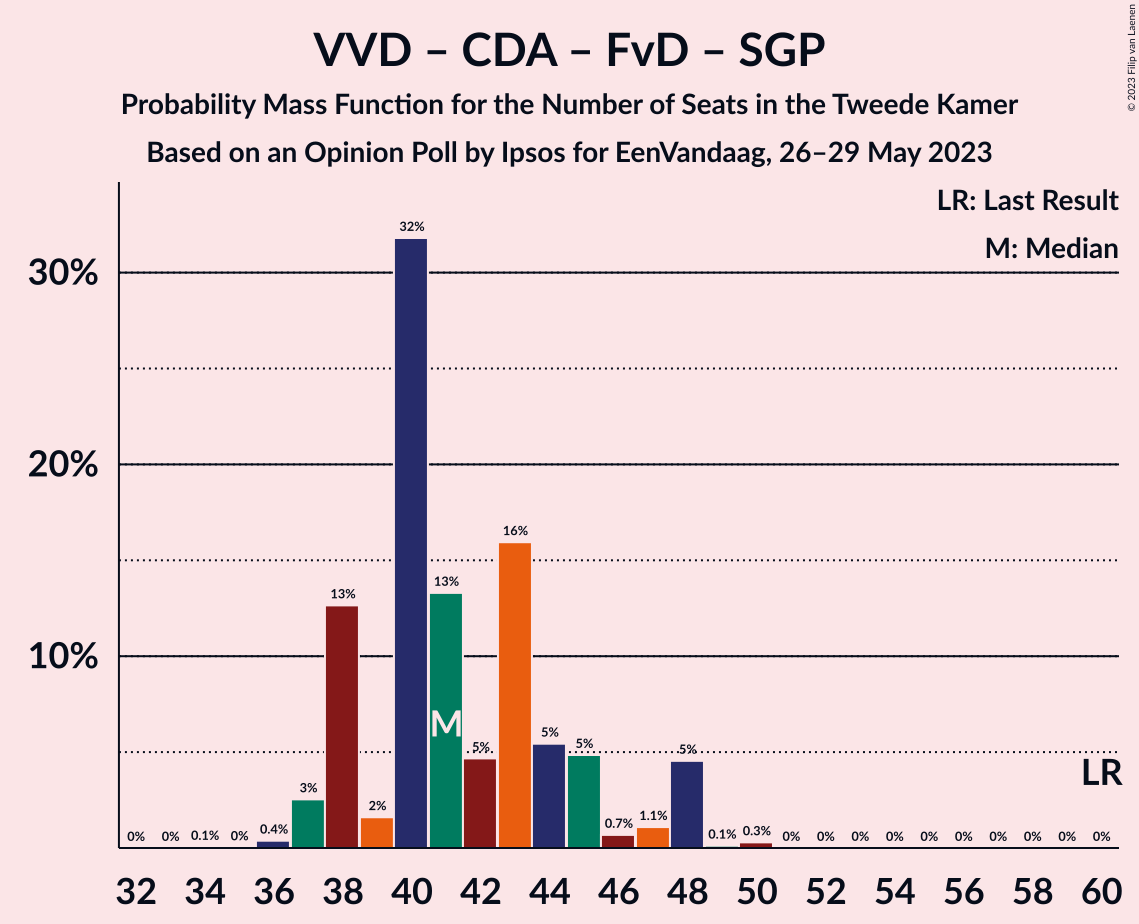 VVD – CDA – FvD – SGP
Probability Mass Function for the Number of Seats in the Tweede Kamer
Based on an Opinion Poll by Ipsos for EenVandaag, 26–29 May 2023
© 2023 Filip van Laenen
LR: Last Result
M: Median
30%
20%
10%
0% 0% 0.1% 0% 0.4% 3% 13% 2% 32% 13% 5% 16% 5% 5% 0.7% 1.1% 5% 0.1% 0.3% 0% 0% 0% 0% 0% 0% 0% 0% 0% 0%
M
LR
32 34 36 38 40 42 44 46 48 50 52 54 56 58 60